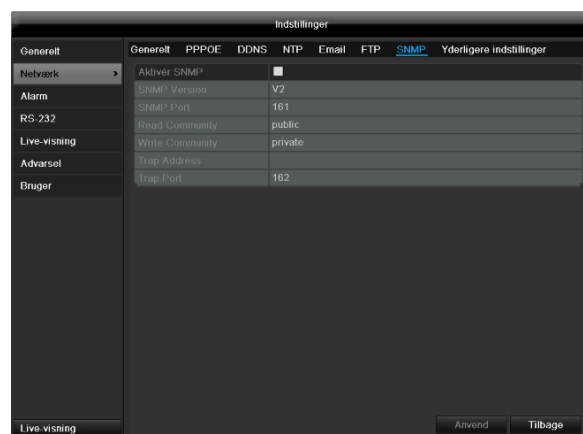 Indstillinger
Generelt
Netværk
Alarm
RS-232
Live-visning
Advarsel
Bruger
Generelt PPPOE DDNS NTP Email FTP SNMP Yderligere indstillinger
Aktivér SNMP
SNMP Version V2
SNMP Port 161
Read Community public
Write Community private
Trap Address
Trap Port 162
Live-visning
Anvend Tilbage